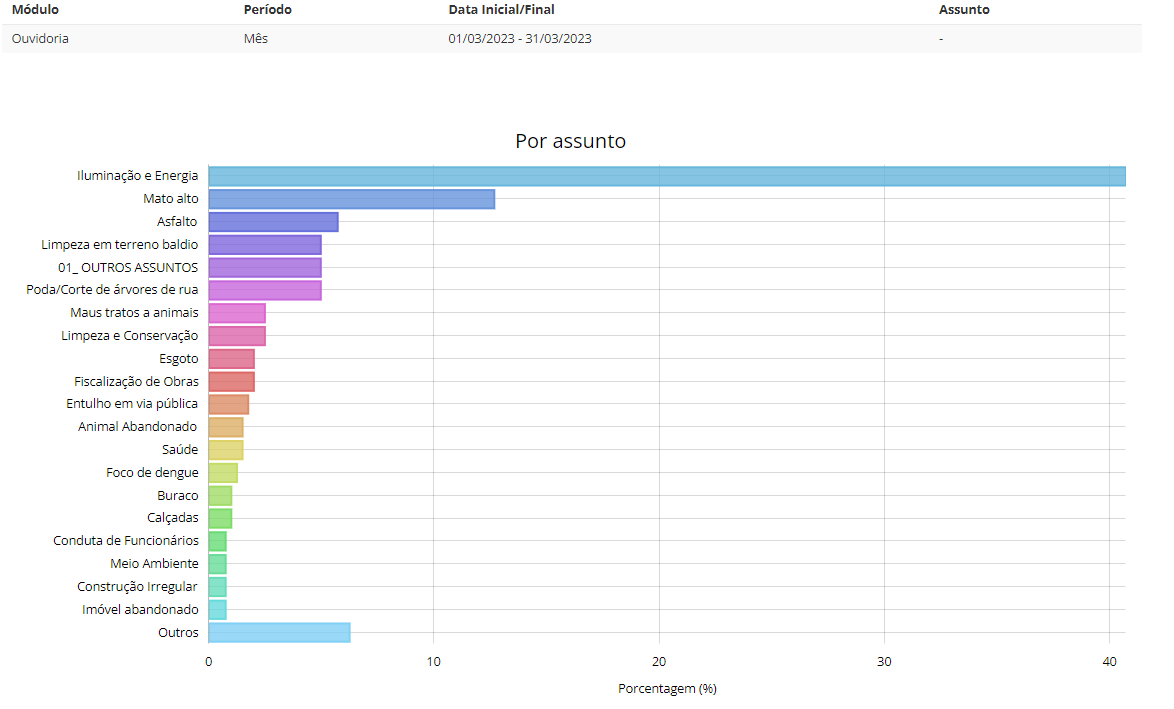 Módulo Período Data Inicial/Final Assunto
Ouvidoria Mês 01/03/2023 - 31/03/2023 -
Por assunto
Iluminação e Energia
Mato alto
Asfalto
Limpeza em terreno baldio
01_ OUTROS ASSUNTOS
Poda/Corte de árvores de rua
Maus tratos a animais
Limpeza e Conservação
Esgoto
Fiscalização de Obras
Entulho em via pública
Animal Abandonado
Saúde
Foco de dengue
Buraco
Calçadas
Conduta de Funcionários
Meio Ambiente
Construção Irregular
Imóvel abandonado
Outros
0 10 20 30 40
Porcentagem (%)